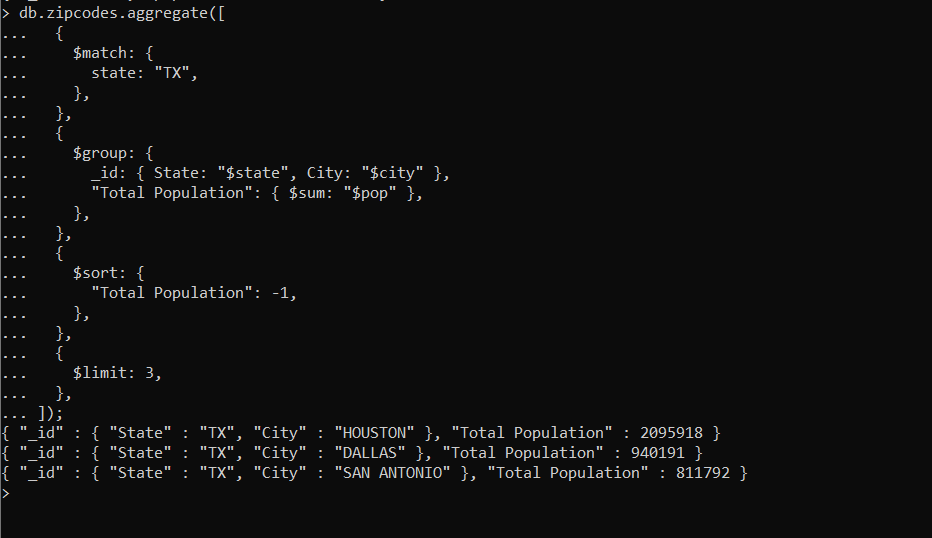 > db.zipcodes.aggregate([
...   {
...     $match: {
...       state: "TX",
...     },
...   },
...   {
...     $group: {
...       _id: { State: "$state", City: "$city" },
...       "Total Population": { $sum: "$pop" },
...     },
...   },
...   {
...     $sort: {
...       "Total Population": -1,
...     },
...   },
...   {
...     $limit: 3,
...   },
... ]);
{ "_id" : { "State" : "TX", "City" : "HOUSTON" }, "Total Population" : 2095918 }
{ "_id" : { "State" : "TX", "City" : "DALLAS" }, "Total Population" : 940191 }
{ "_id" : { "State" : "TX", "City" : "SAN ANTONIO" }, "Total Population" : 811792 }
>